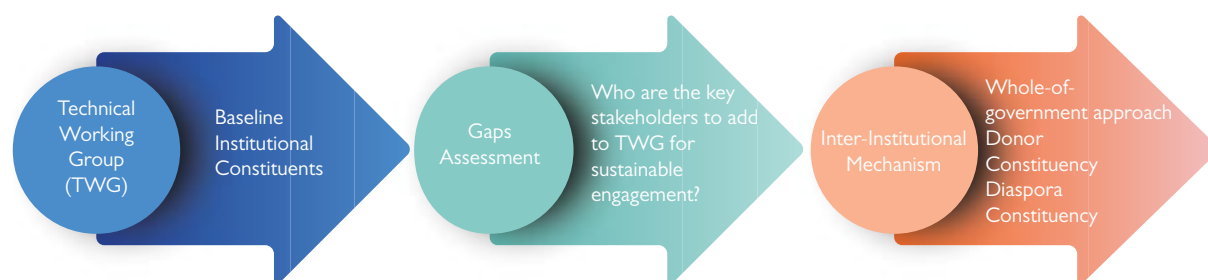 Technical
Working
Group
(TWG)
Baseline
Institutional
Constituents
Gaps
Assessment
Who are the key
stakeholders to add
to TWG for
sustainable
engagement?
Inter-Institutional
Mechanism
Whole-of-
government approach
Donor
Constituency
Diaspora
Constituency